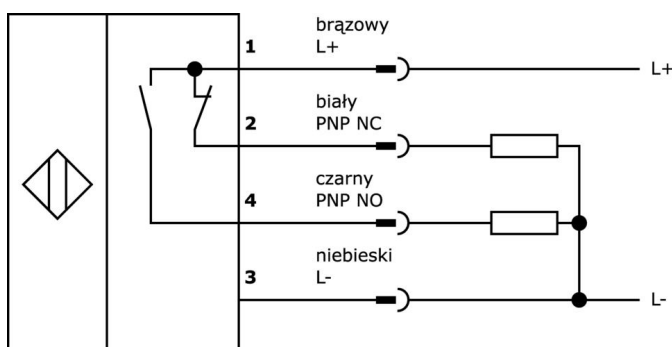 brązowy
1 L+
L+
biały
2 PNP NC
czarny
4 PNP NO
niebieski
3 L-
L-